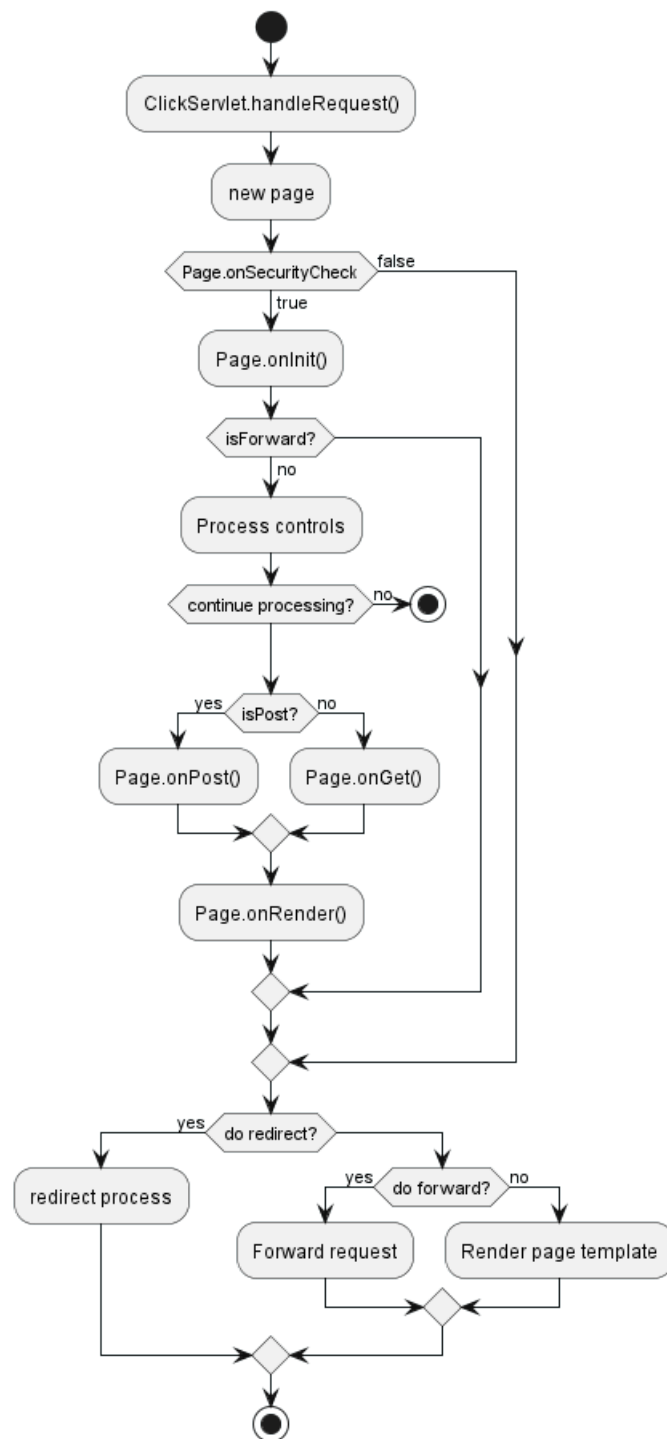 ClickServlet.handleRequest()
new page
Page.onSecurityCheck
false
true
Page.onInit()
isForward?
no
Process controls
continue processing?
no
yes
isPost?
no
Page.onPost()
Page.onGet()
Page.onRender()
yes
do redirect?
redirect process
yes
do forward?
no
Forward request
Render page template